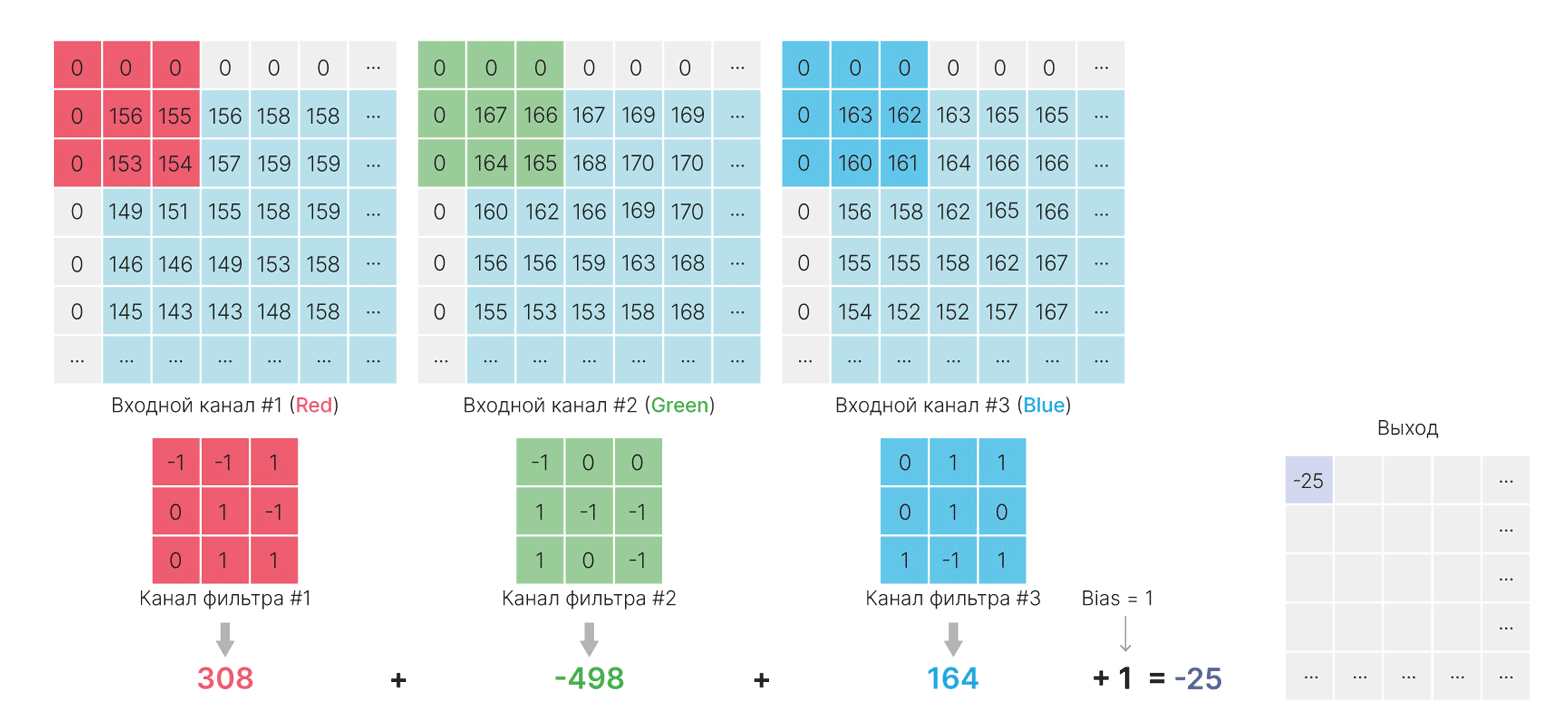 0 0 0 0 0 0 ... 0 0 0 0 0 0 ... 0 0 0 0 0 0 ...
0 156 155 156 158 158 ... 0 167 166 167 169 169 ... 0 163 162 163 165 165 ...
0 153 154 157 159 159 ... 0 164 165 168 170 170 ... 0 160 161 164 166 166 ...
0 149 151 155 158 159 ... 0 160 162 166 169 170 ... 0 156 158 162 165 166 ...
0 146 146 149 153 158 ... 0 156 156 159 163 168 ... 0 155 155 158 162 167 ...
0 145 143 143 148 158 ... 0 155 153 153 158 168 ... 0 154 152 152 157 167 ...
... ... ... ... ... ... ... ... ... ... ... ... ... ... ... ... ... ... ... ... ...
Входной канал #1 (Red) Входной канал #2 (Green) Входной канал #3 (Blue)
-1 -1 1 -1 0 0 0 1 1
0 1 -1 1 -1 -1 0 1 0
0 1 1 1 0 -1 1 -1 1
Канал фильтра #1 Канал фильтра #2 Канал фильтра #3 Bias = 1
308 + -498 + 164 + 1 = -25
Выход
-25 ...
...
...
...
... ... ... ... ...